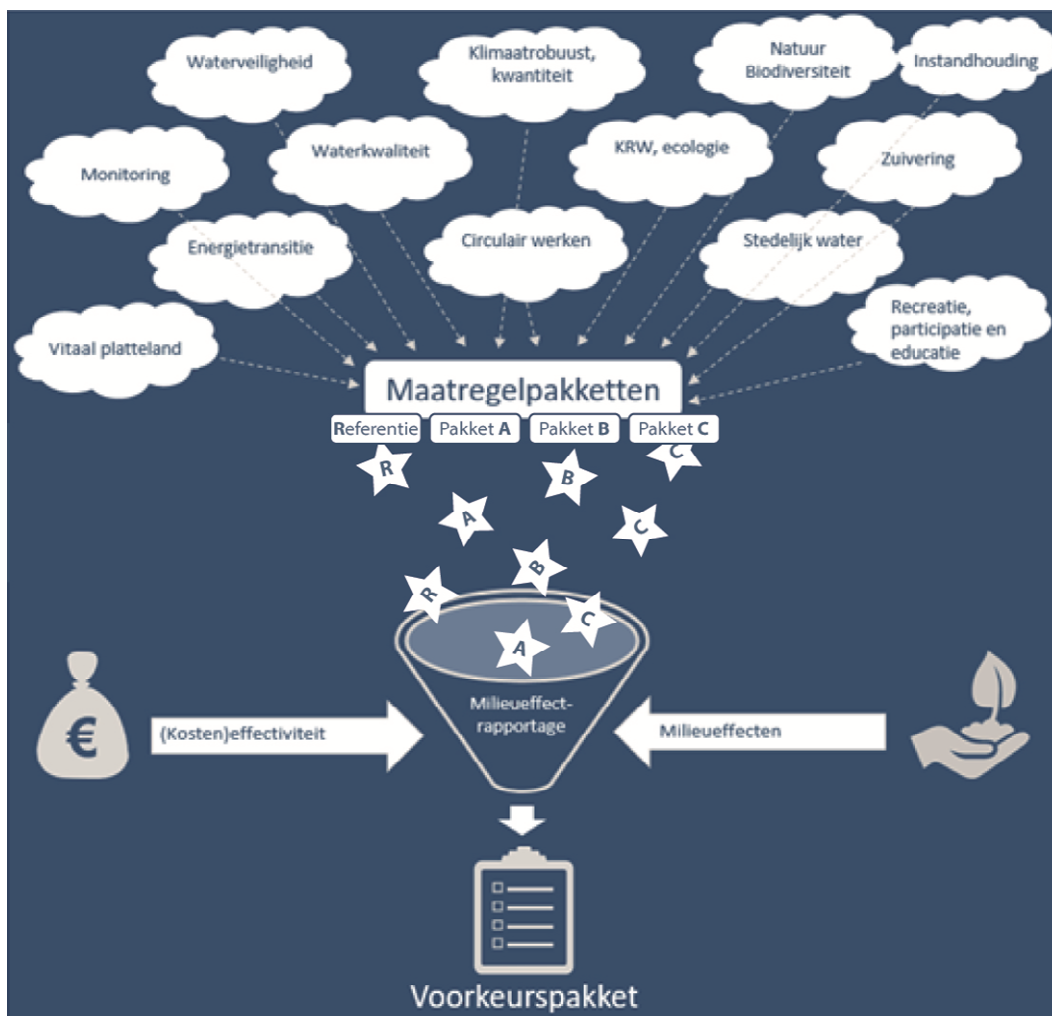 Waterveiligheid
Klimaatrobuust,
kwantiteit
Natuur
Biodiversiteit
Instandhouding
Monitoring
Waterkwaliteit
KRW, ecologie
Zuivering
Energietransitie
Circulair werken
Stedelijk water
Vitaal platteland
Recreatie,
participatie en
educatie
Maatregelpakketten
Referentie
Pakket A
Pakket B
Pakket C
R
B
C
A
C
B
R
C
A
Milieueffect-
rapportage
€
(Kosten)effectiviteit
Milieueffecten
Voorkeurspakket